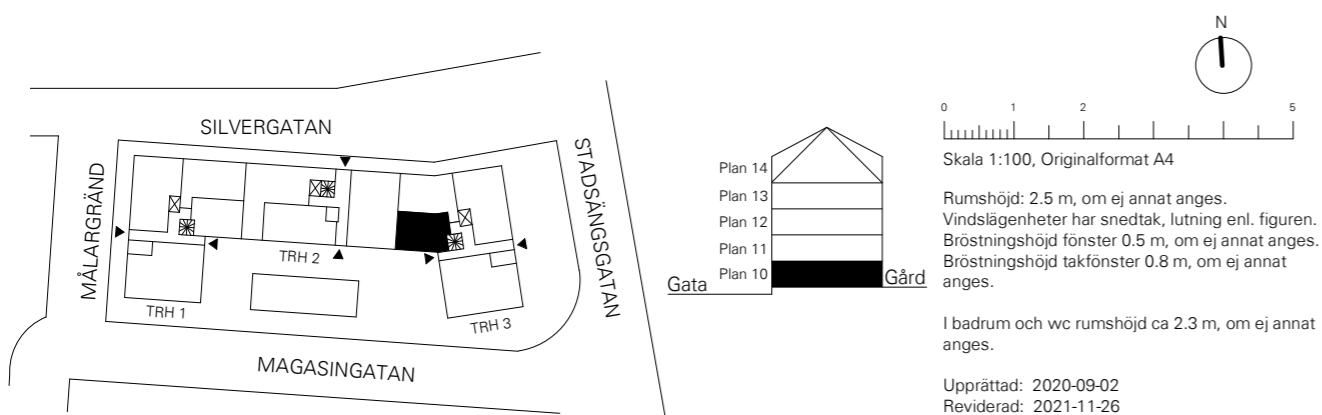 SILVERGATAN
MÅLARGRÄND
STADSÄNGSGATAN
TRH 2
TRH 1
TRH 3
MAGASINGATAN
Plan 14
Plan 13
Plan 12
Plan 11
Plan 10
Gata
Gård
N
0 1 2 5
Skala 1:100, Originalformat A4
Rumshöjd: 2.5 m, om ej annat anges.
Vindslägenheter har snedtak, lutning enl. figuren.
Bröstningshöjd fönster 0.5 m, om ej annat anges.
Bröstningshöjd takfönster 0.8 m, om ej annat
anges.
I badrum och wc rumshöjd ca 2.3 m, om ej annat
anges.
Upprättad: 2020-09-02
Reviderad: 2021-11-26